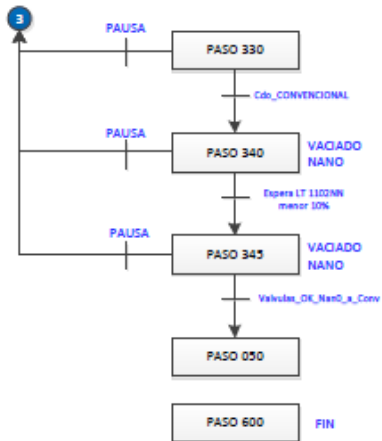 3
PAUSA
PASO 330
Cdo_CONVENCIONAL
PAUSA
PASO 340
VACIADO
NANO
Espera LT 1102NN
menor 10%
PAUSA
PASO 345
VACIADO
NANO
Valvulas_OK_Nan0_a_Conv
PASO 050
PASO 600
FIN